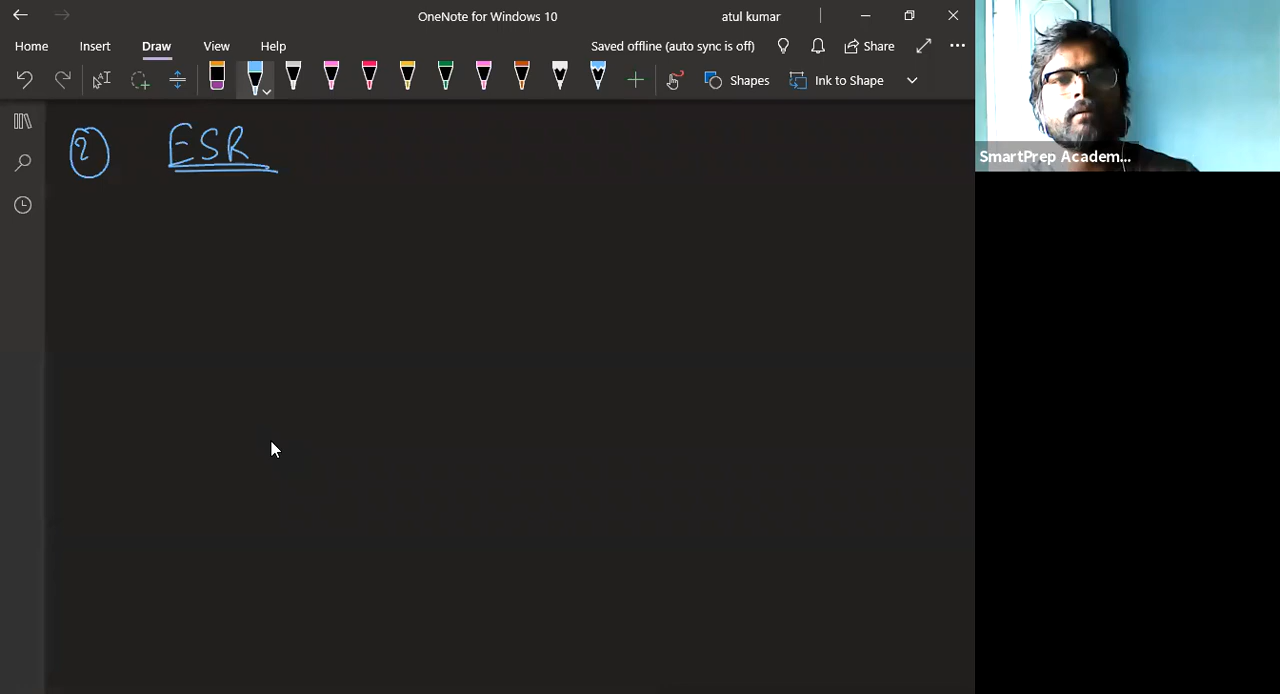 OneNote for Windows 10
atul kumar
Home Insert Draw View Help
Saved offline (auto sync is off)
Share
Shapes
Ink to Shape
2 ESR
SmartPrep Academ...